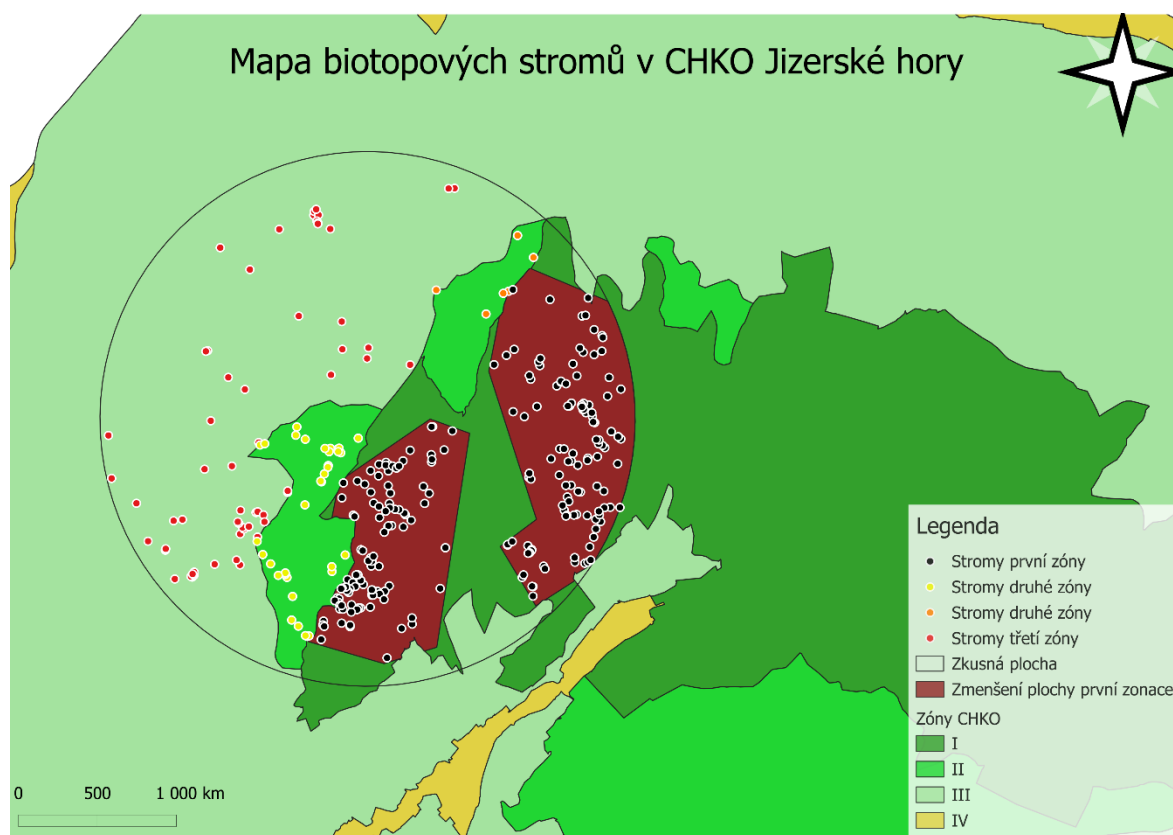 Mapa biotopových stromů v CHKO Jizerské hory
Legenda
Stromy první zóny
Stromy druhé zóny
Stromy druhé zóny
Stromy třetí zóny
Zkusná plocha
Zmenšení plochy první zonace
Zóny CHKO
I
II
III
IV
0 500 1 000 km